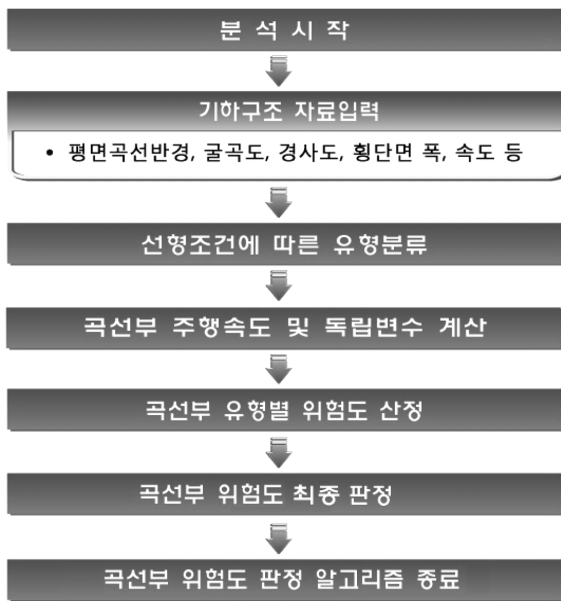 분 석 시 작
기하구조 자료입력
• 평면곡선반경, 굴곡도, 경사도, 횡단면 폭, 속도 등
선형조건에 따른 유형분류
곡선부 주행속도 및 독립변수 계산
곡선부 유형별 위험도 산정
곡선부 위험도 최종 판정
곡선부 위험도 판정 알고리즘 종료